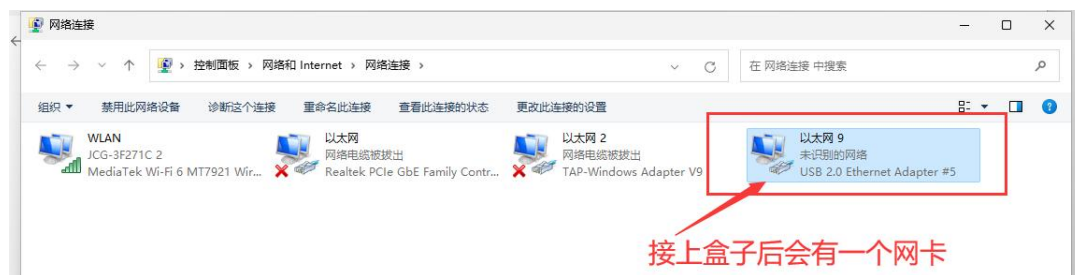 网络连接
控制面板 › 网络和 Internet › 网络连接 ›
在 网络连接 中搜索
组织 禁用此网络设备 诊断这个连接 重命名此连接 查看此连接的状态 更改此连接的设置
WLAN
JCG-3F271C 2
MediaTek Wi-Fi 6 MT7921 Wir...
以太网
网络电缆被拔出
Realtek PCIe GbE Family Contr...
以太网 2
网络电缆被拔出
TAP-Windows Adapter V9
以太网 9
未识别的网络
USB 2.0 Ethernet Adapter #5
接上盒子后会有一个网卡